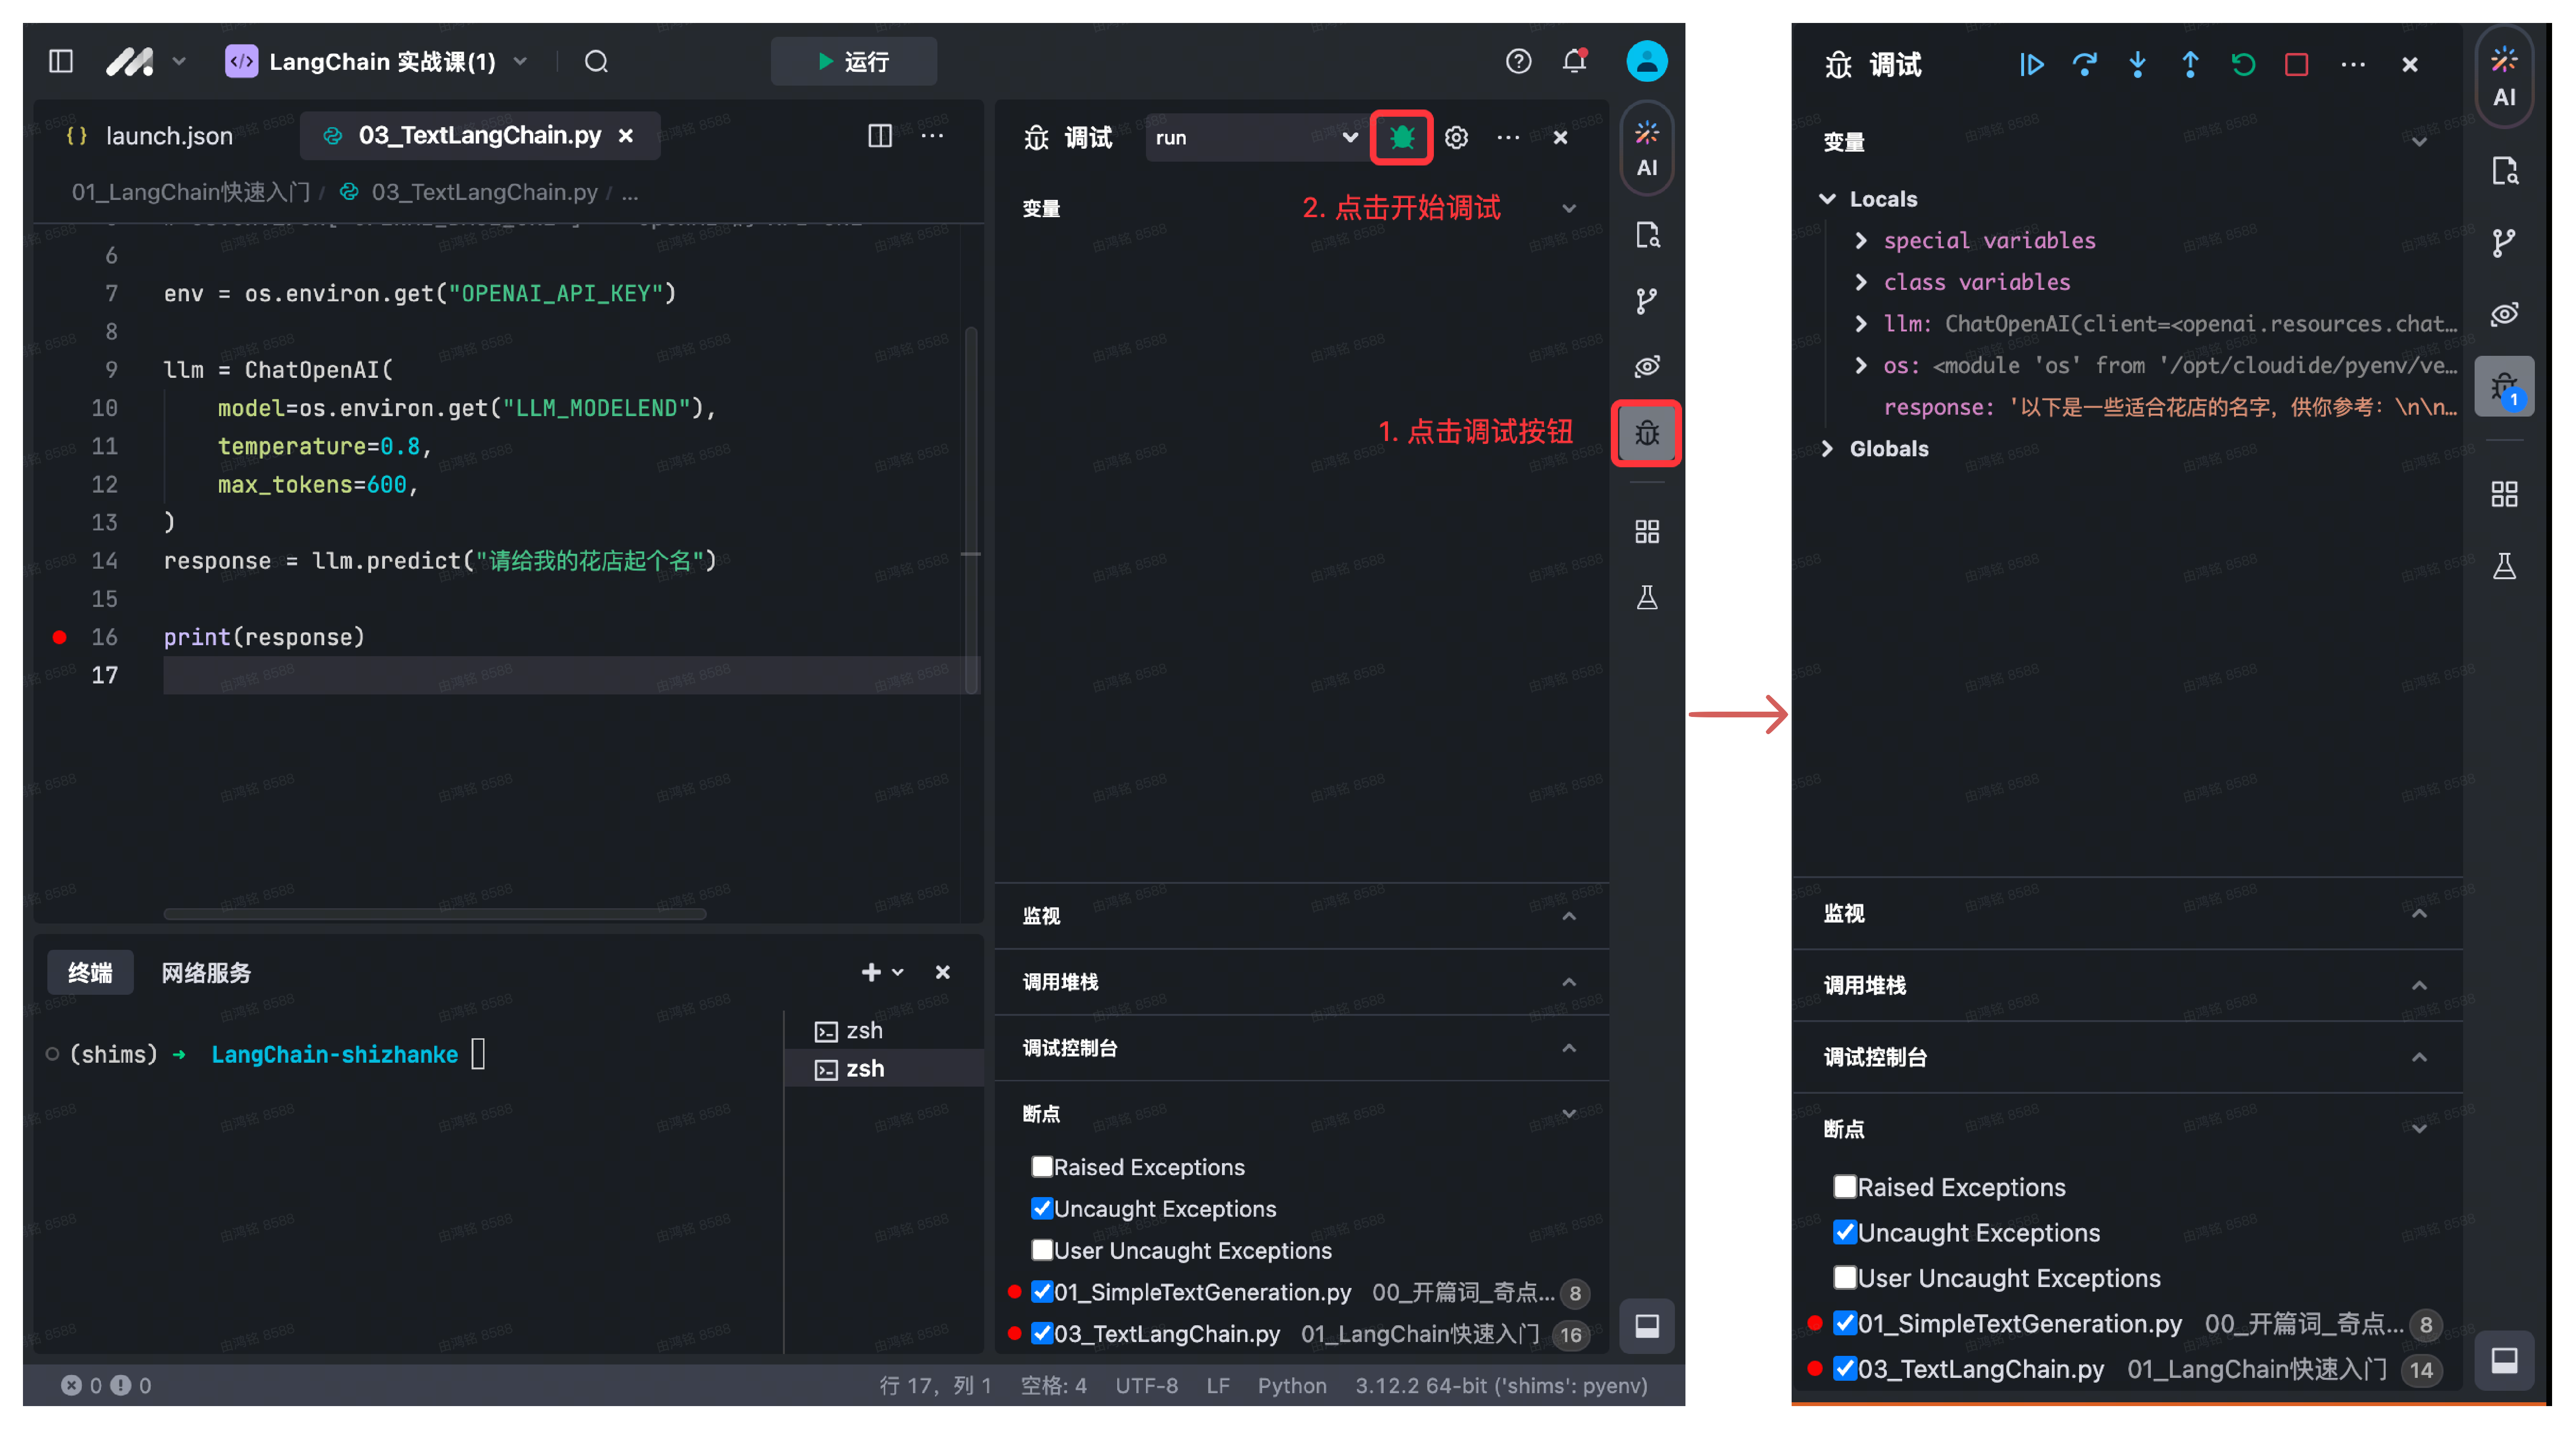 LangChain 实战课(1)
运行
launch.json
03_TextLangChain.py
01_LangChain快速入门 / 03_TextLangChain.py / ...
6
7 env = os.environ.get("OPENAI_API_KEY")
8
9 llm = ChatOpenAI(
10 model=os.environ.get("LLM_MODELEND"),
11 temperature=0.8,
12 max_tokens=600,
13 )
14 response = llm.predict("请给我的花店起个名")
15
16 print(response)
17
终端 网络服务
(shims) ➜ LangChain-shizhanke
zsh
zsh
调试 run
AI
变量
2. 点击开始调试
1. 点击调试按钮
监视
调用堆栈
调试控制台
断点
Raised Exceptions
Uncaught Exceptions
User Uncaught Exceptions
01_SimpleTextGeneration.py 00_开篇词_奇点... 8
03_TextLangChain.py 01_LangChain快速入门 16
0 0
行 17，列 1 空格: 4 UTF-8 LF Python 3.12.2 64-bit ('shims': pyenv)
调试
AI
变量
Locals
special variables
class variables
llm: ChatOpenAI(client=<openai.resources.chat...
os: <module 'os' from '/opt/cloudide/pyenv/ve...
response: '以下是一些适合花店的名字，供你参考：\n\n...
Globals
1
监视
调用堆栈
调试控制台
断点
Raised Exceptions
Uncaught Exceptions
User Uncaught Exceptions
01_SimpleTextGeneration.py 00_开篇词_奇点... 8
03_TextLangChain.py 01_LangChain快速入门 14
由鸿铭 8588